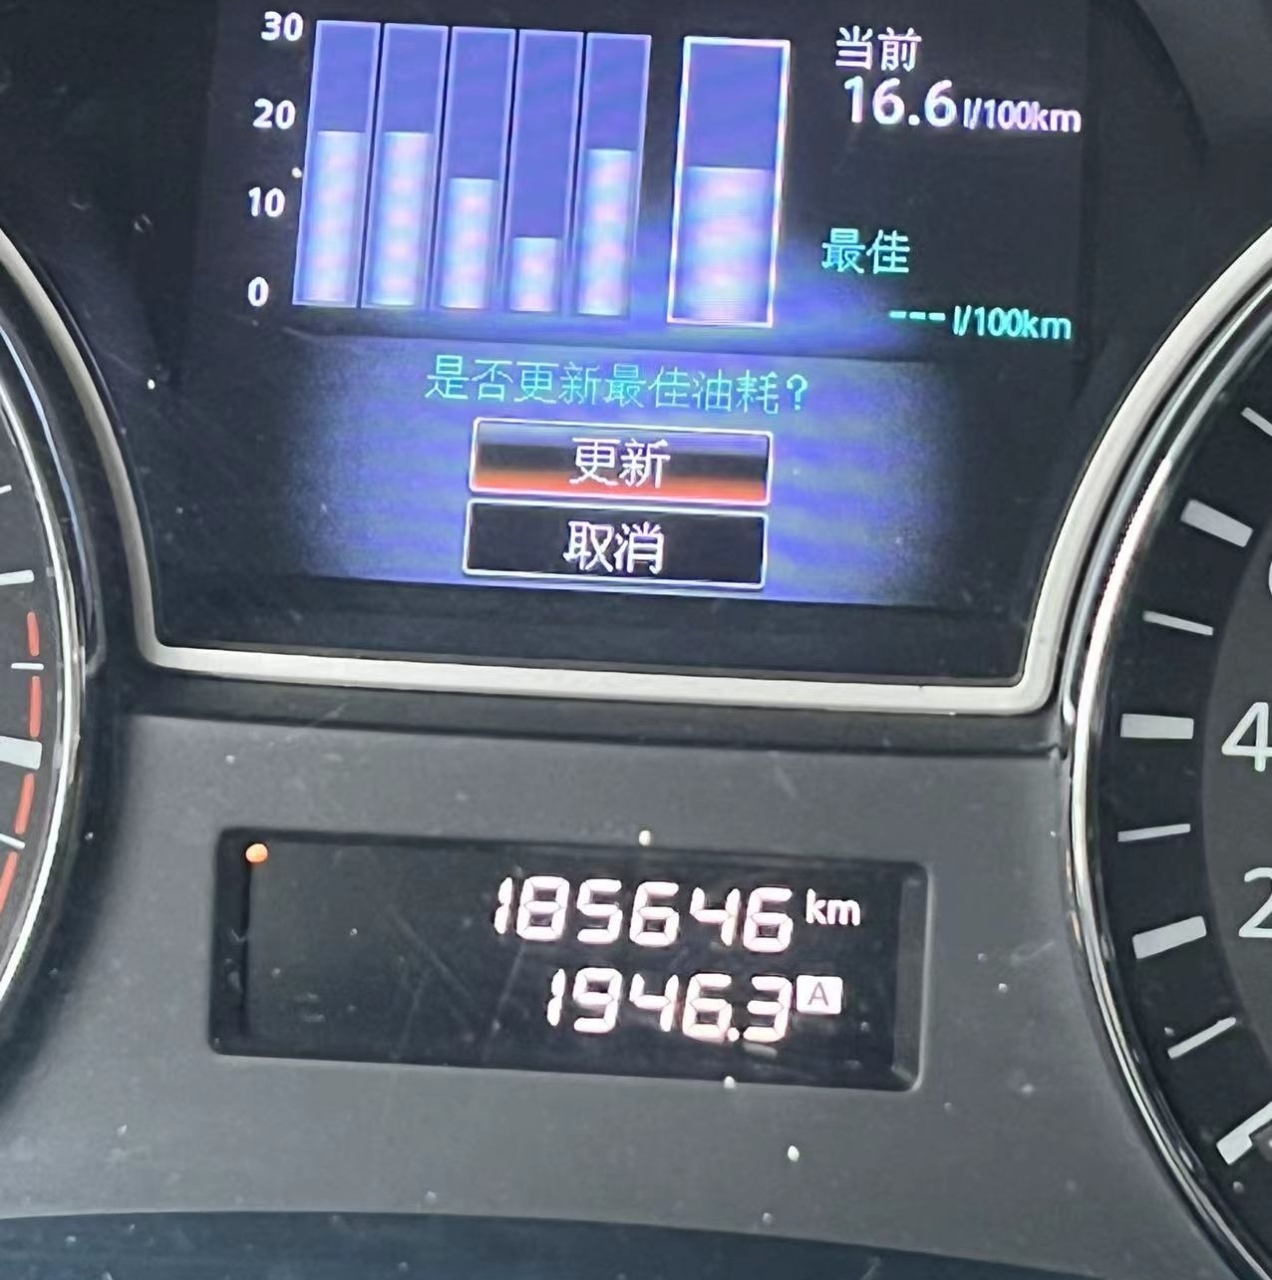 30
20
10
0
当前
16.6 l/100km
最佳
--- l/100km
是否更新最佳油耗？
更新
取消
185646 km
1946.3 A
4
2